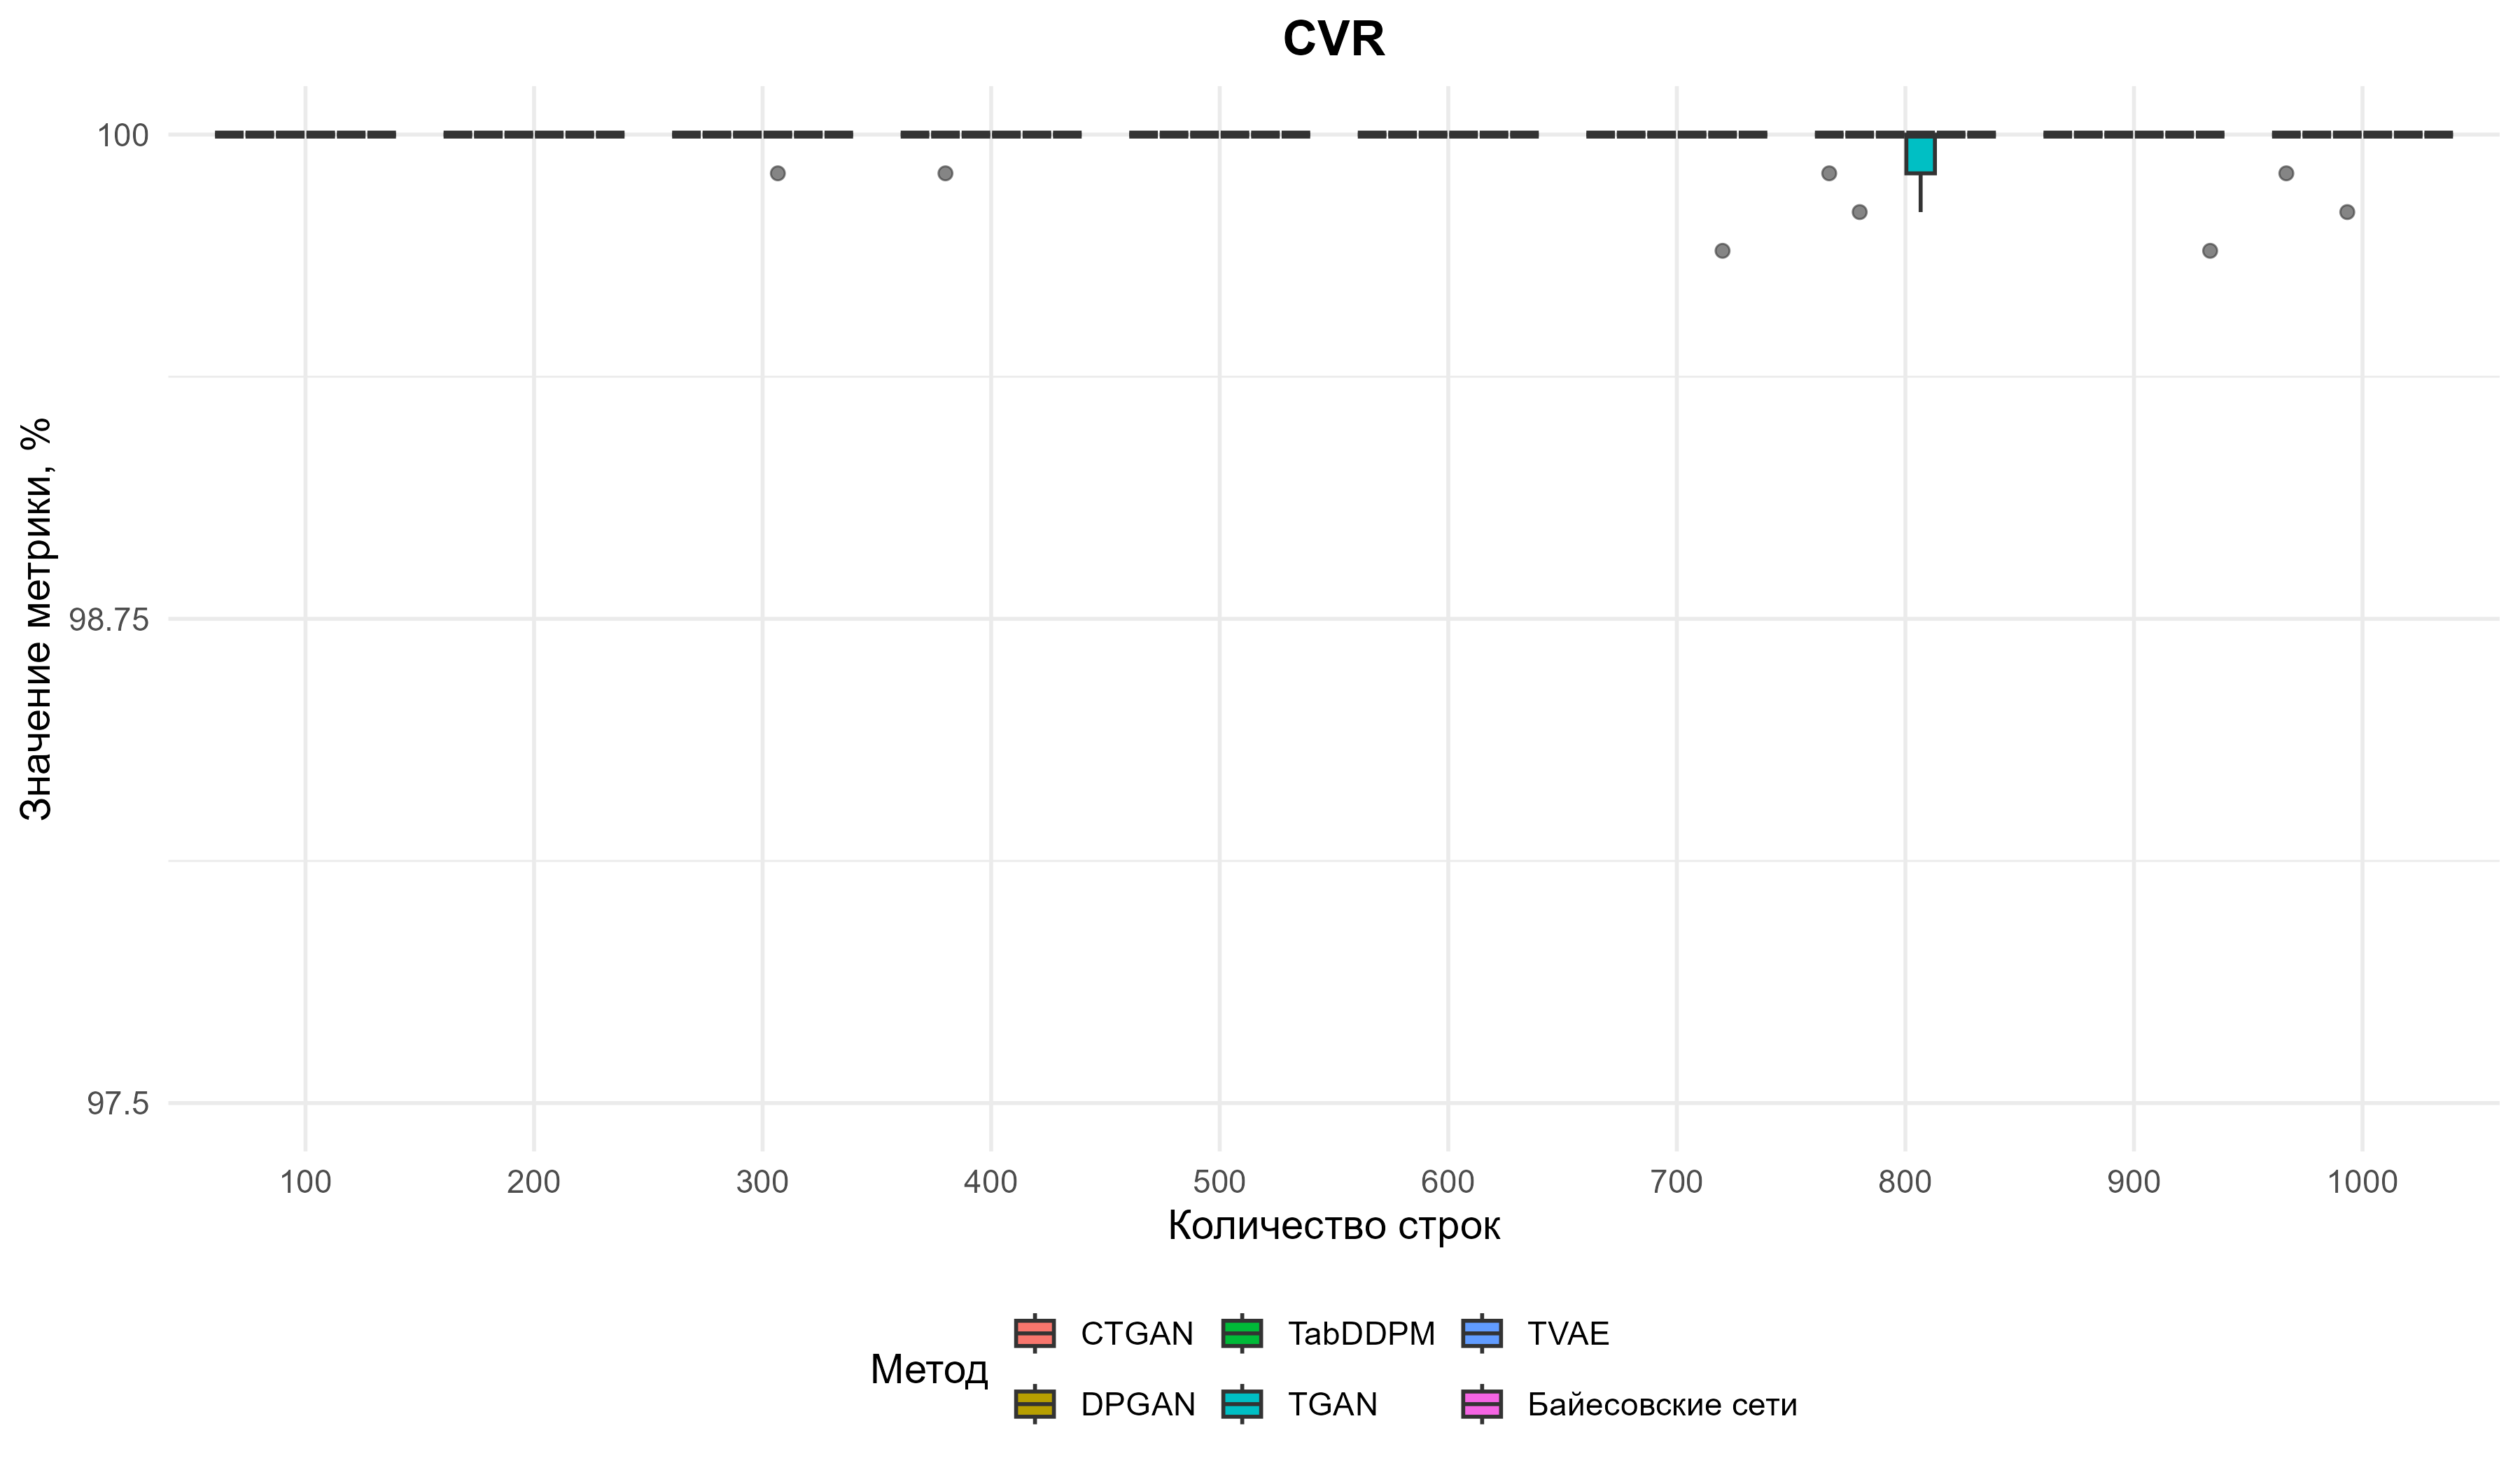 CVR
Значение метрики, %
100
98.75
97.5
100 200 300 400 500 600 700 800 900 1000
Количество строк
Метод
CTGAN TabDDPM TVAE
DPGAN TGAN Байесовские сети